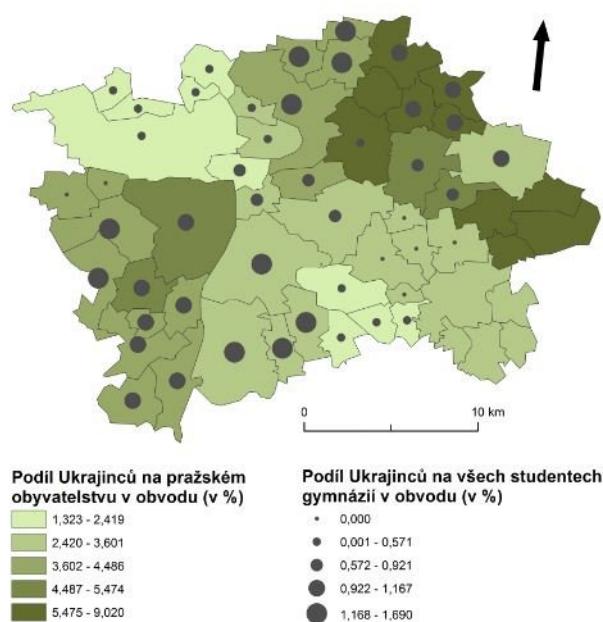 0
10 km
Podíl Ukrajinců na pražském
obyvatelstvu v obvodu (v %)
1,323 - 2,419
2,420 - 3,601
3,602 - 4,486
4,487 - 5,474
5,475 - 9,020
Podíl Ukrajinců na všech studentech
gymnázií v obvodu (v %)
0,000
0,001 - 0,571
0,572 - 0,921
0,922 - 1,167
1,168 - 1,690